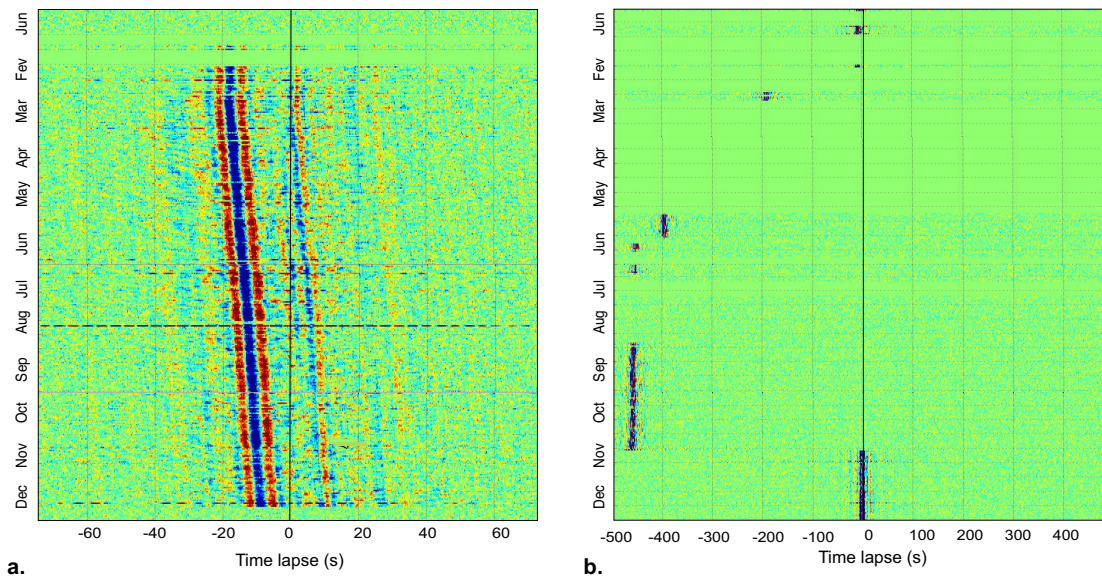 Jun
Fev
Mar
Apr
May
Jun
Jul
Aug
Sep
Oct
Nov
Dec
-60
-40
-20
0
20
40
60
Time lapse (s)
a.
Jun
Fev
Mar
Apr
May
Jun
Jul
Aug
Sep
Oct
Nov
Dec
-500
-400
-300
-200
-100
0
100
200
300
400
Time lapse (s)
b.